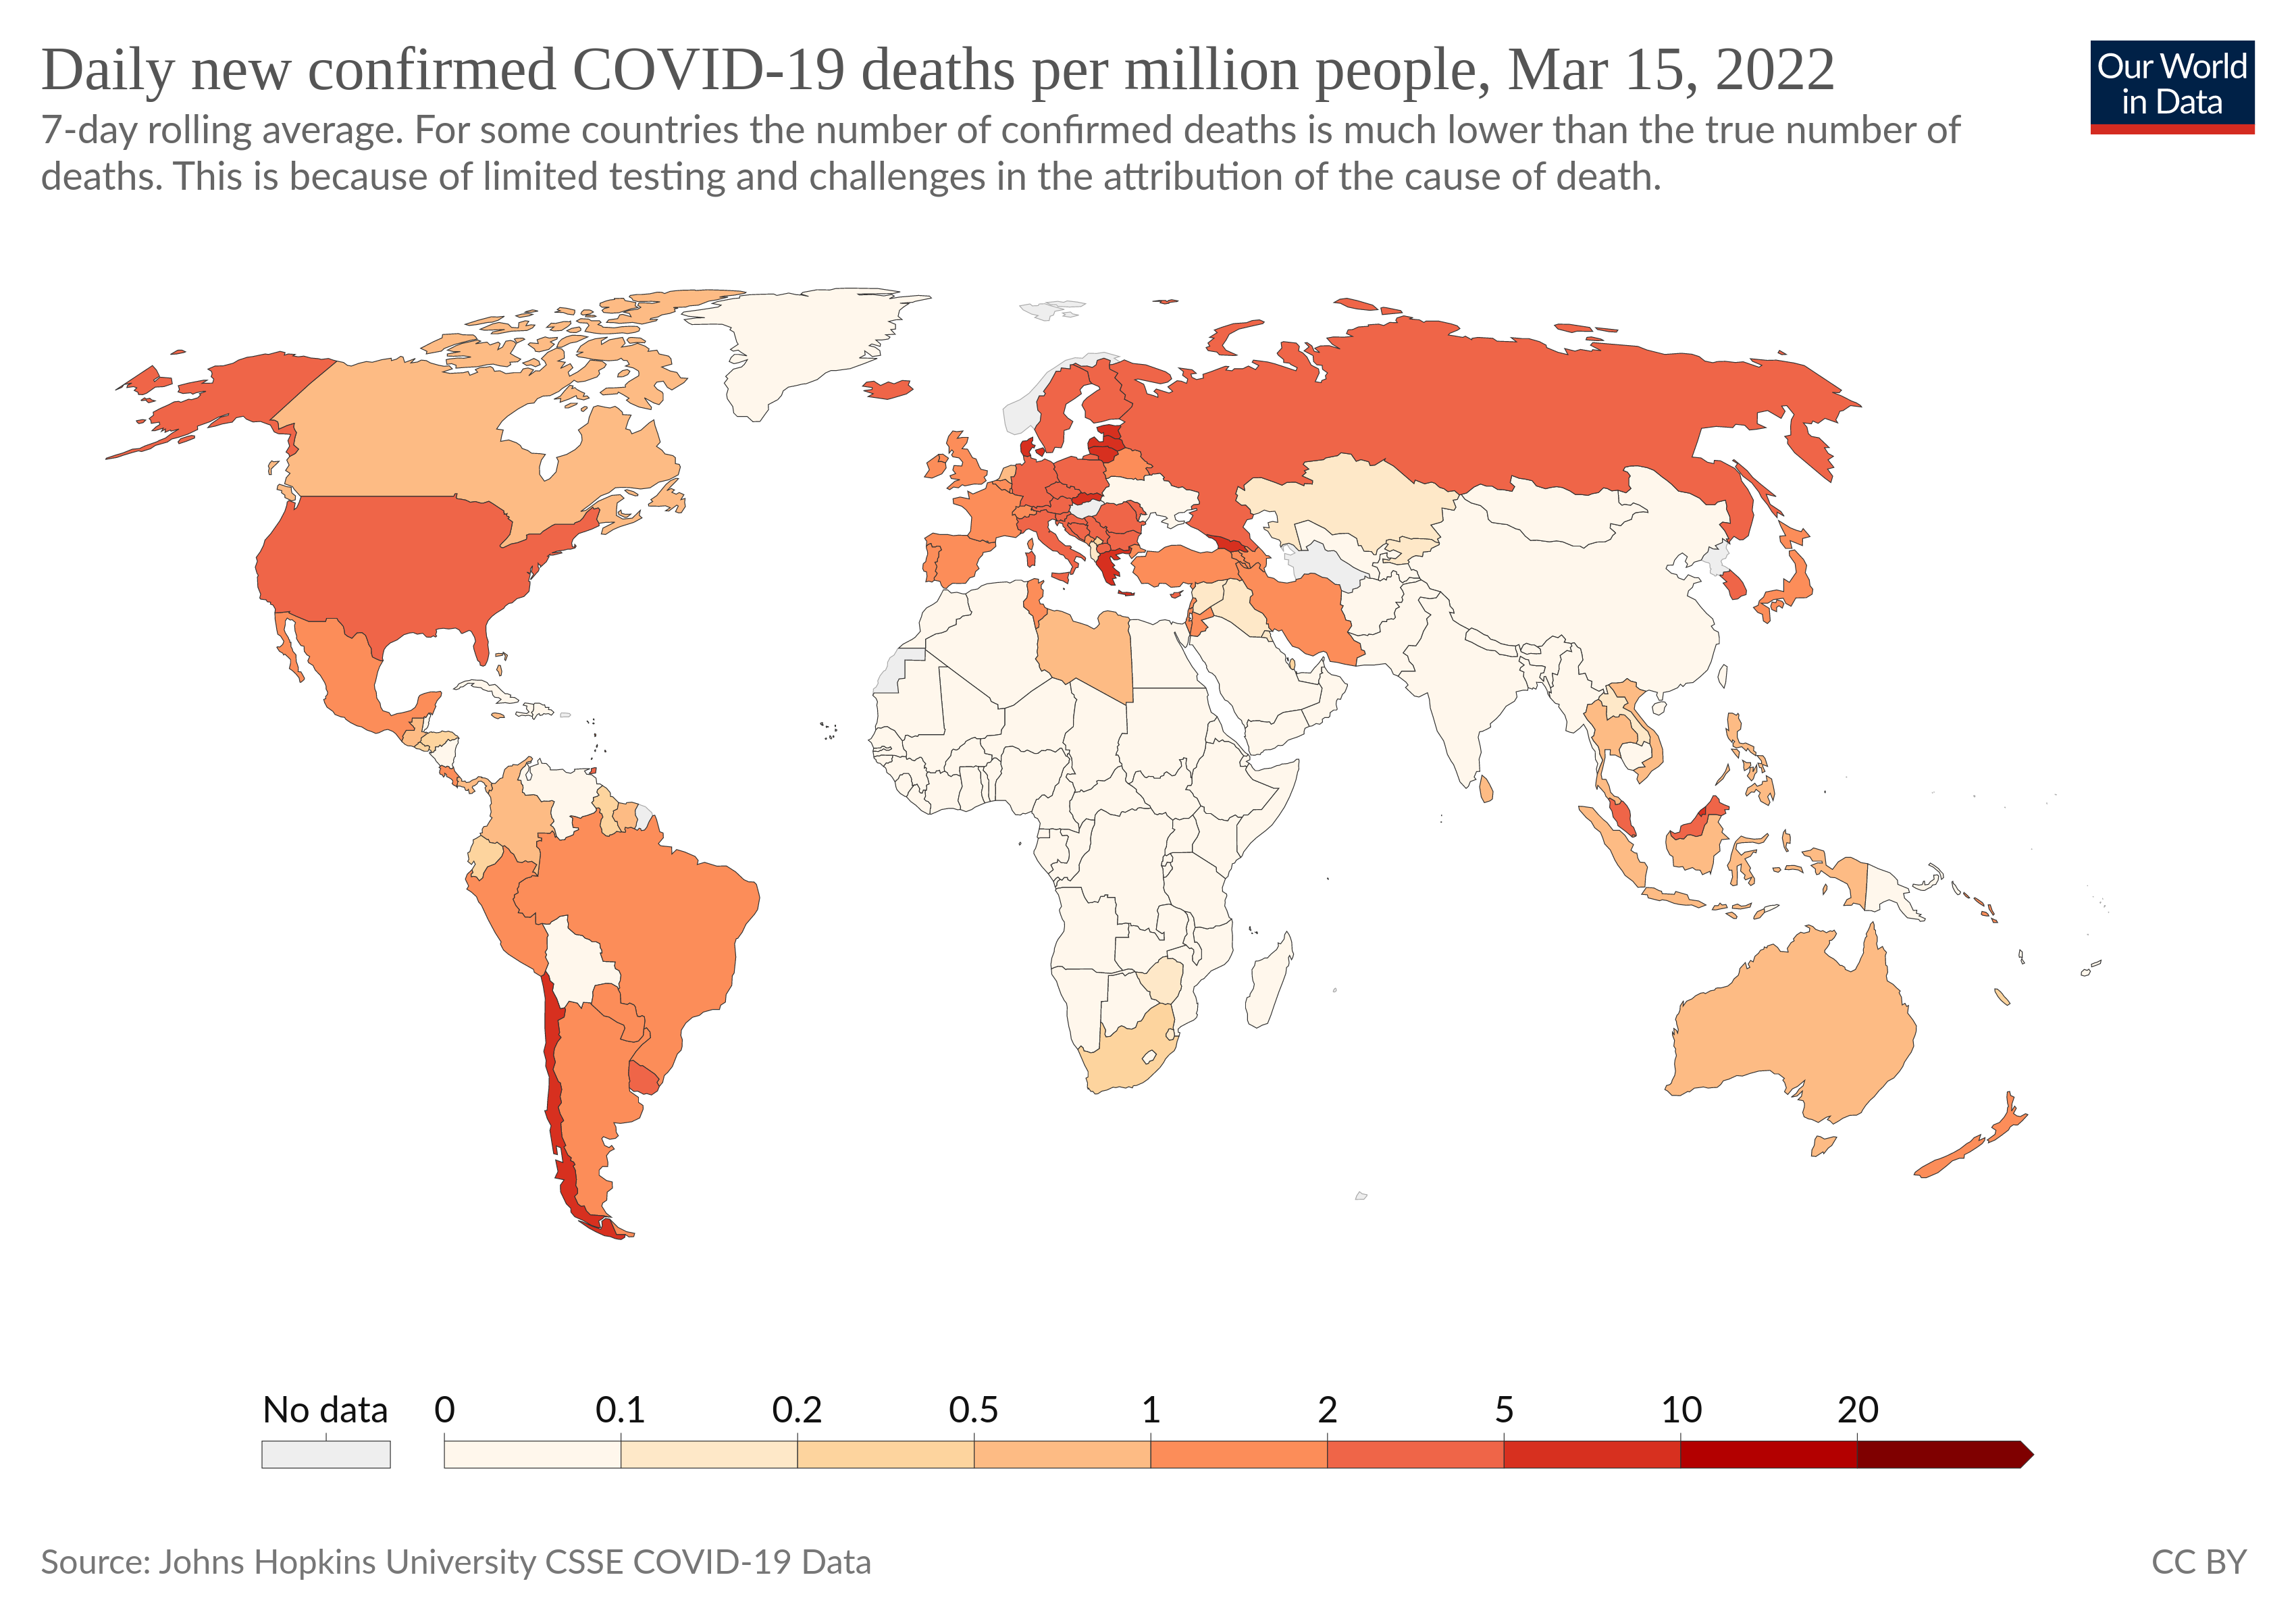 Daily new confirmed COVID-19 deaths per million people, Mar 15, 2022
Our World
in Data
7-day rolling average. For some countries the number of confirmed deaths is much lower than the true number of
deaths. This is because of limited testing and challenges in the attribution of the cause of death.
No data 0 0.1 0.2 0.5 1 2 5 10 20
Source: Johns Hopkins University CSSE COVID-19 Data
CC BY